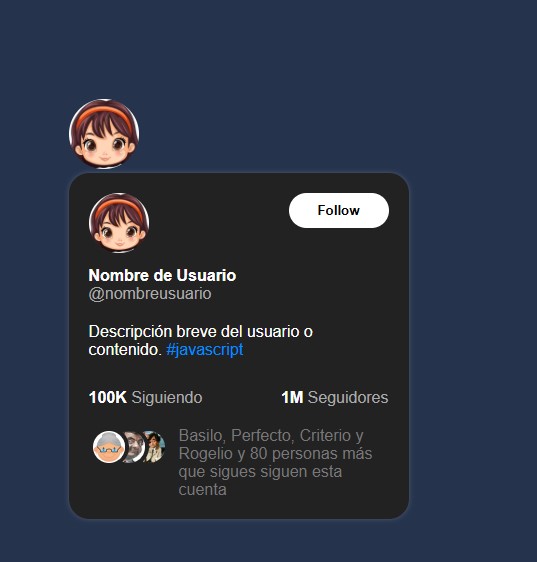 Follow
Nombre de Usuario
@nombreusuario
Descripción breve del usuario o
contenido. #javascript
100K Siguiendo 1M Seguidores
Basilo, Perfecto, Criterio y
Rogelio y 80 personas más
que sigues siguen esta
cuenta